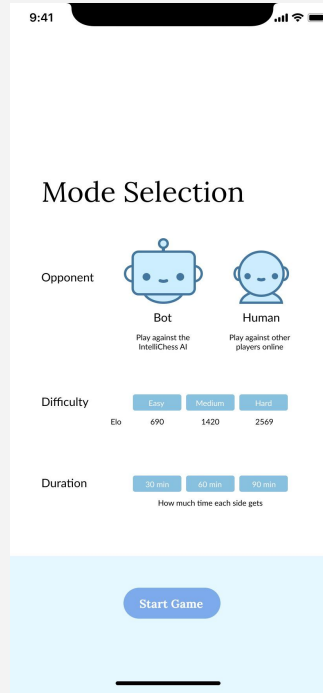 9:41
Mode Selection
Opponent
Bot
Human
Play against the
IntelliChess AI
Play against other
players online
Difficulty
Easy
Medium
Hard
Elo
690
1420
2569
Duration
30 min
60 min
90 min
How much time each side gets
Start Game